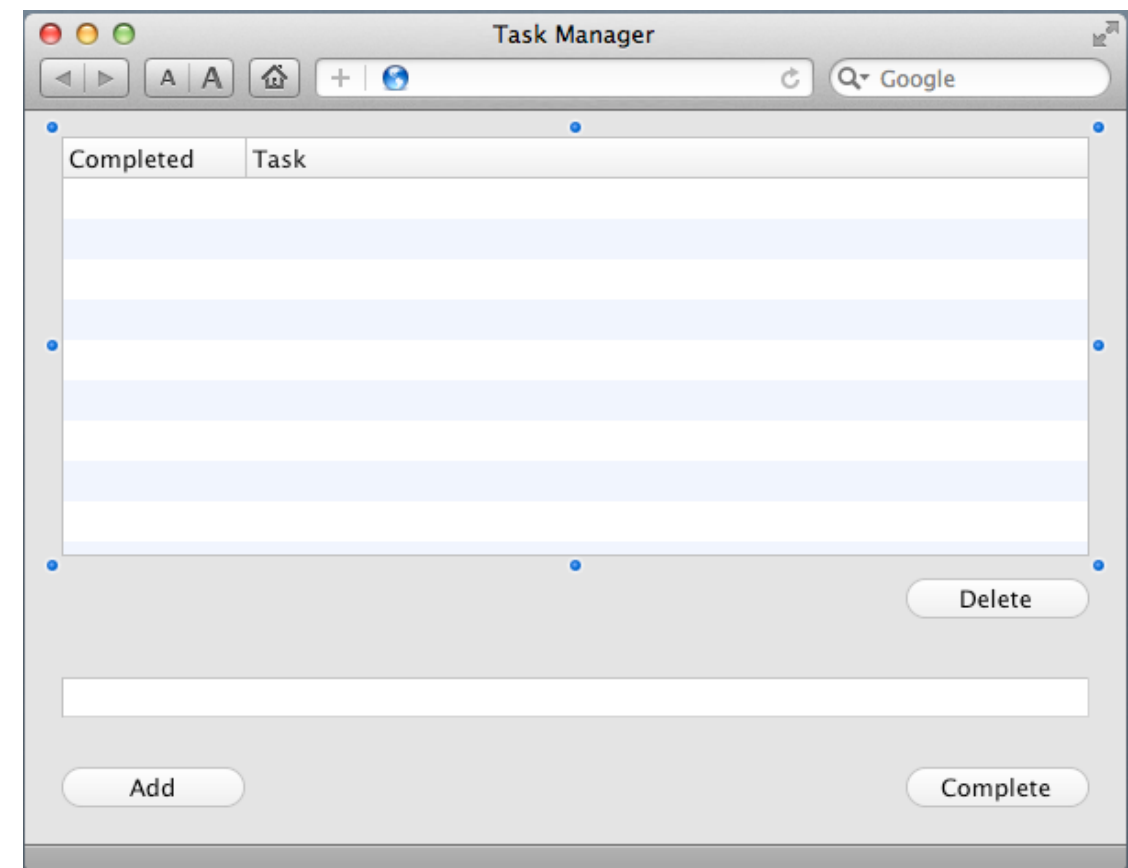 Task Manager
A A + Google
Completed Task
Delete
Add Complete